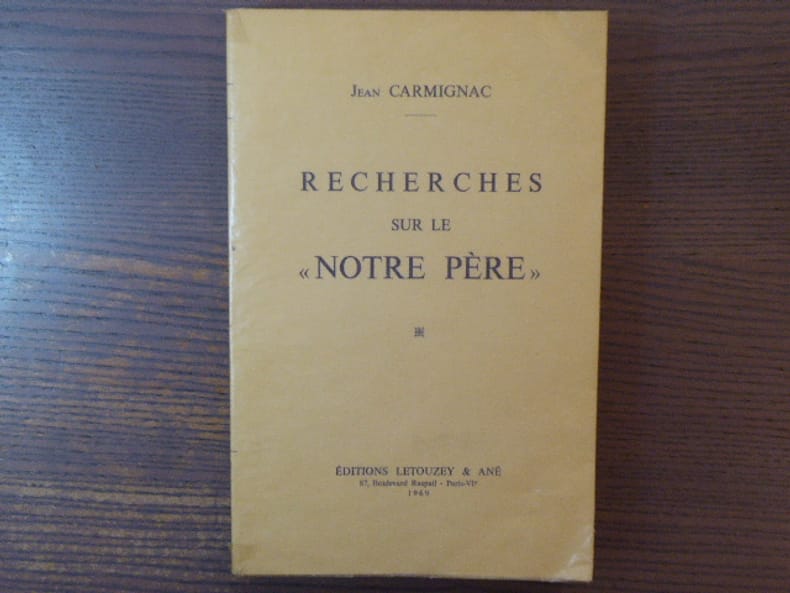 Jean CARMIGNAC
RECHERCHES
SUR LE
« NOTRE PÈRE »
ÉDITIONS LETOUZEY & ANÉ
87, Boulevard Raspail - Paris-VIᵉ
1969